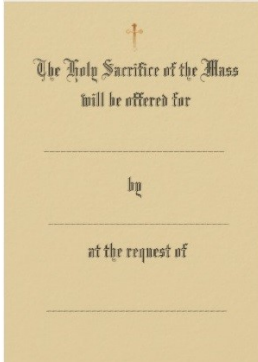 The Holy Sacrifice of the Mass
will be offered for
by
at the request of